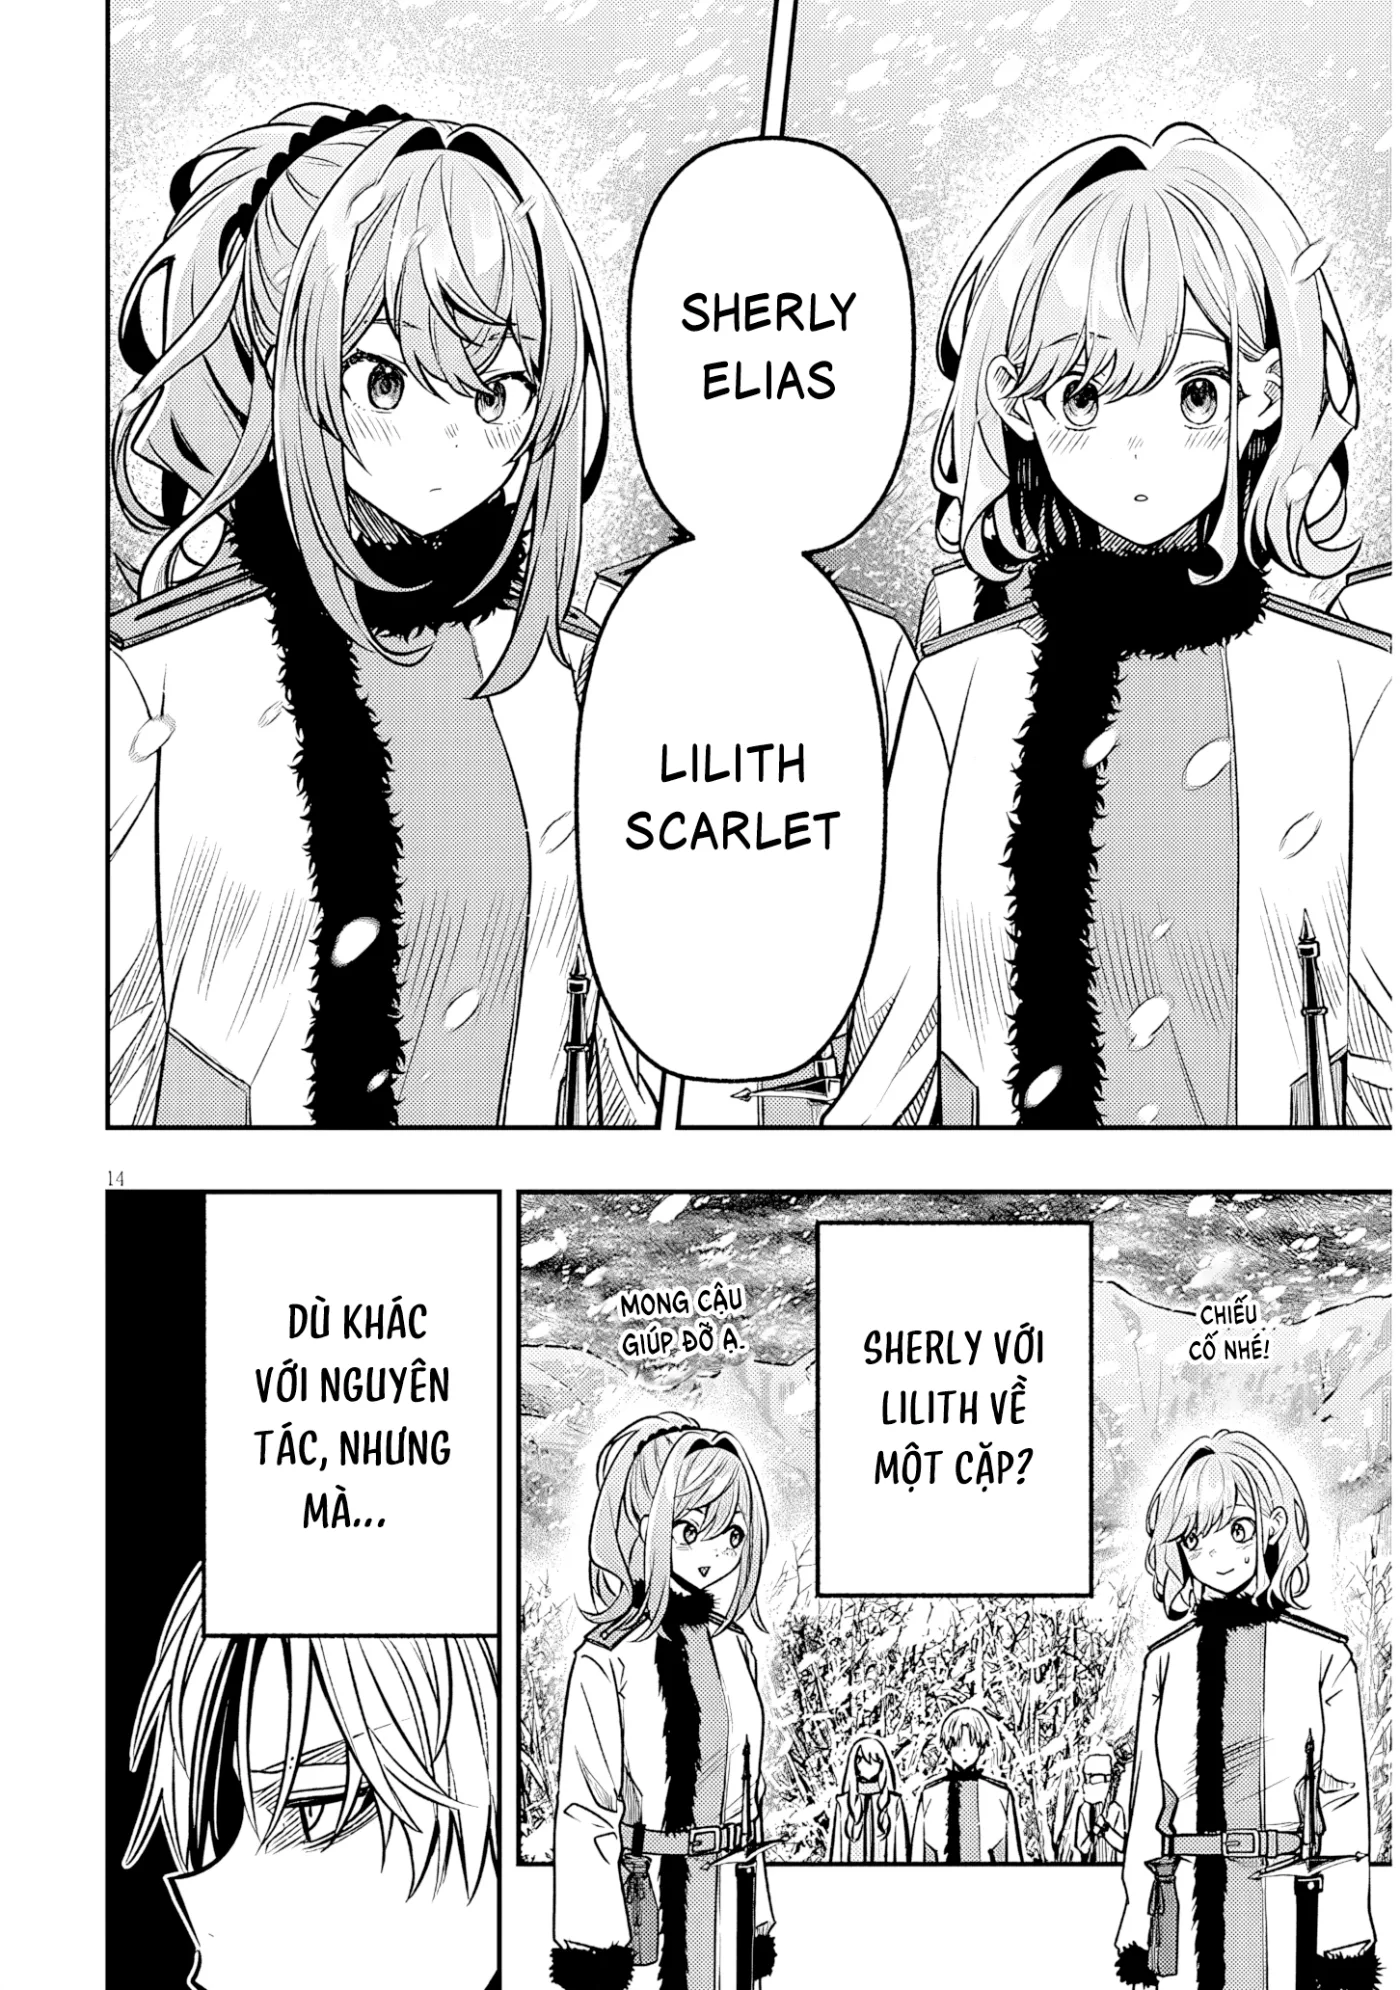 SHERLY
ELIAS
LILITH
SCARLET
14
CHIẾU
CỐ NHÉ!
SHERLY VỚI
LILITH VỀ
MỘT CẶP?
MONG CẬU
GIÚP ĐỠ Ạ.
DÙ KHÁC
VỚI NGUYÊN
TÁC, NHƯNG
MÀ...